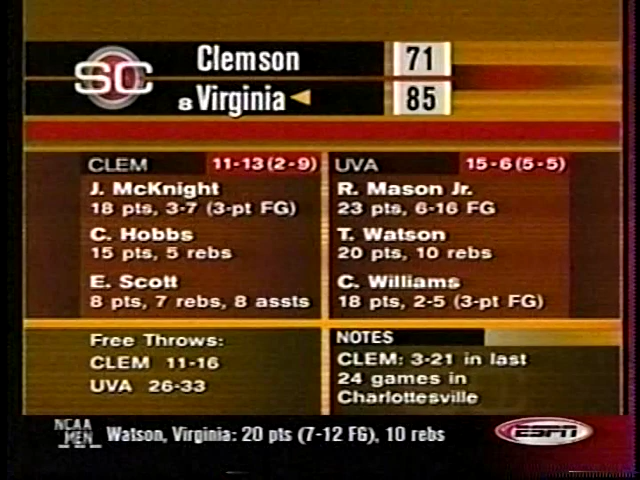 SC
Clemson 71
8 Virginia 85
CLEM 11-13 (2-9)
J. McKnight
18 pts, 3-7 (3-pt FG)
C. Hobbs
15 pts, 5 rebs
E. Scott
8 pts, 7 rebs, 8 assts
UVA 15-6 (5-5)
R. Mason Jr.
23 pts, 6-16 FG
T. Watson
20 pts, 10 rebs
C. Williams
18 pts, 2-5 (3-pt FG)
Free Throws:
CLEM 11-16
UVA 26-33
NOTES
CLEM: 3-21 in last
24 games in
Charlottesville
NCAA
MEN
Watson, Virginia: 20 pts (7-12 FG), 10 rebs
ESPN